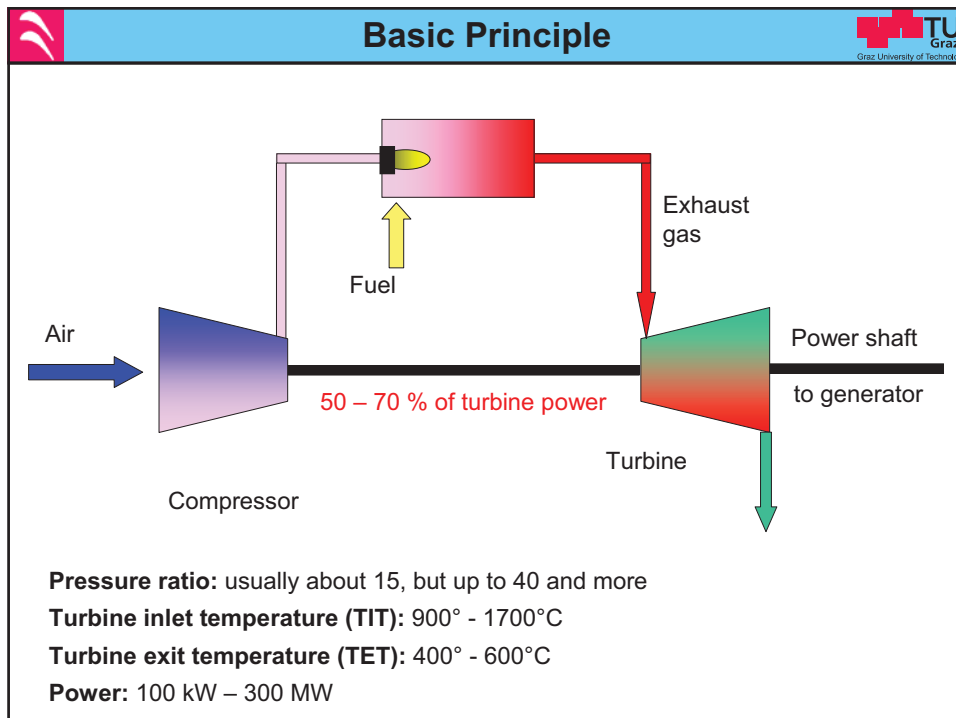 Basic Principle
TU
Graz
Graz University of Technolo
Exhaust
gas
Fuel
Air
Power shaft
50 – 70 % of turbine power
to generator
Turbine
Compressor
Pressure ratio: usually about 15, but up to 40 and more
Turbine inlet temperature (TIT): 900° - 1700°C
Turbine exit temperature (TET): 400° - 600°C
Power: 100 kW – 300 MW